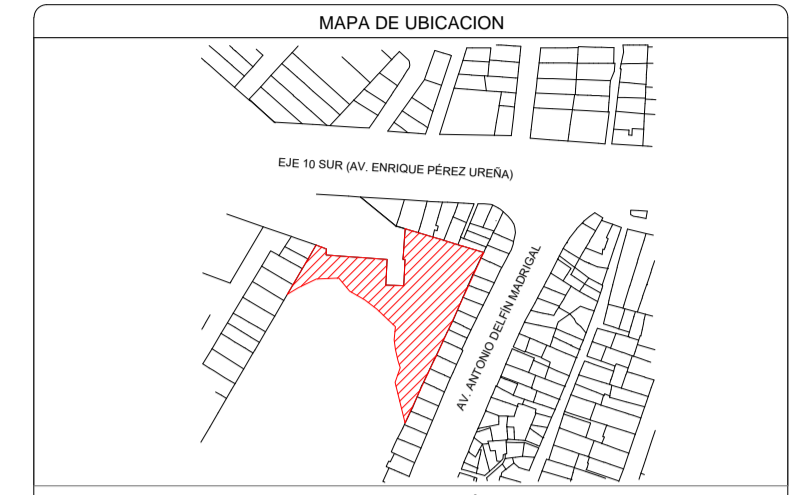 MAPA DE UBICACION
EJE 10 SUR (AV. ENRIQUE PÉREZ UREÑA)
AV. ANTONIO DELFÍN MADRIGAL